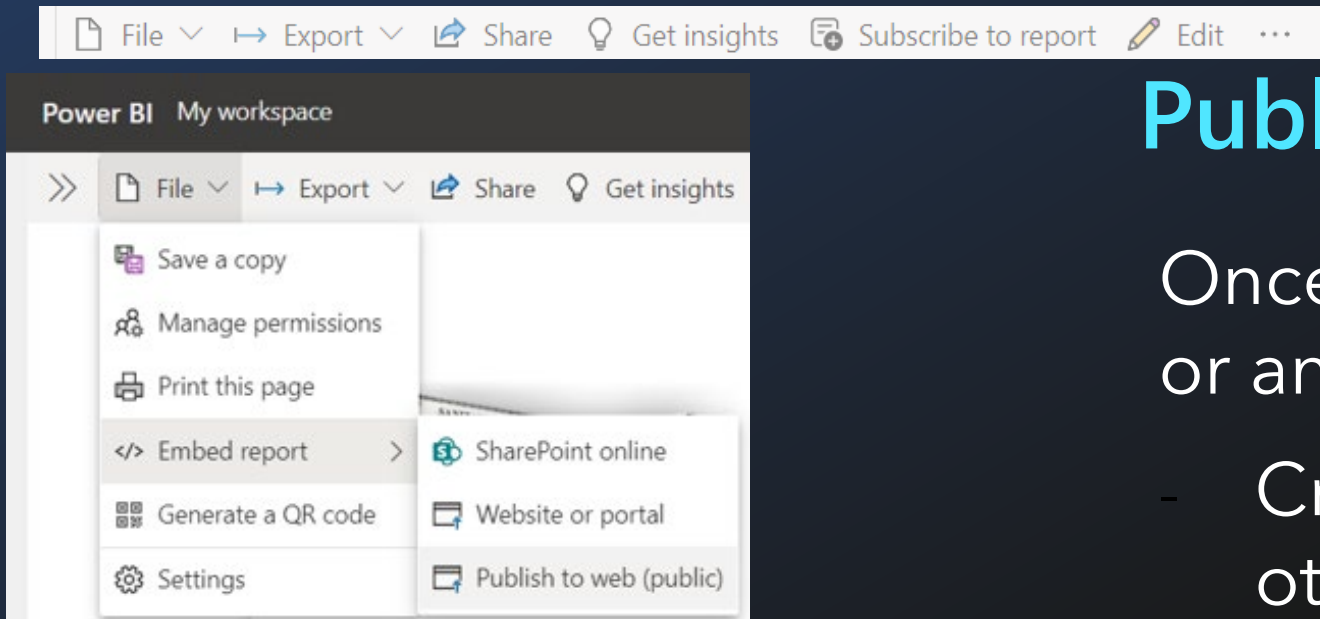 File Export Share Get insights Subscribe to report Edit ...
Power BI My workspace
File Export Share Get insights
Save a copy
Manage permissions
Print this page
</> Embed report >
SharePoint online
Generate a QR code
Website or portal
Settings
Publish to web (public)
Publ
Once
or an
- Cr
ot